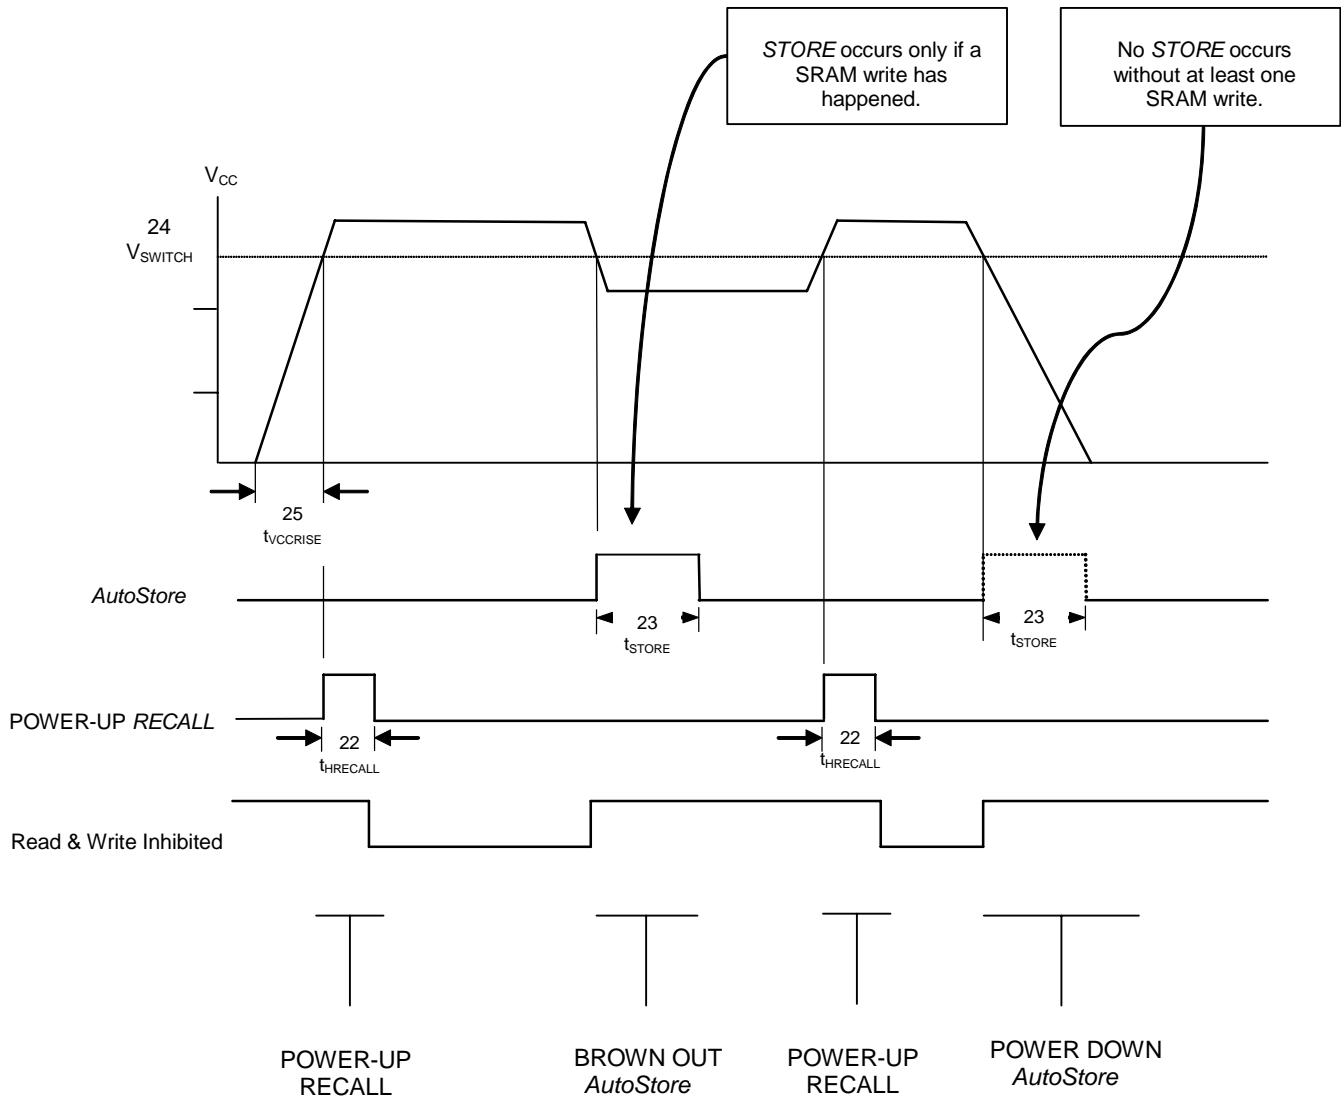 STORE occurs only if a
SRAM write has
happened.
No STORE occurs
without at least one
SRAM write.
VCC
24
VSWITCH
25
tVCCRISE
AutoStore
23
tSTORE
23
tSTORE
POWER-UP RECALL
22
tHRECALL
22
tHRECALL
Read & Write Inhibited
POWER-UP
RECALL
BROWN OUT
AutoStore
POWER-UP
RECALL
POWER DOWN
AutoStore